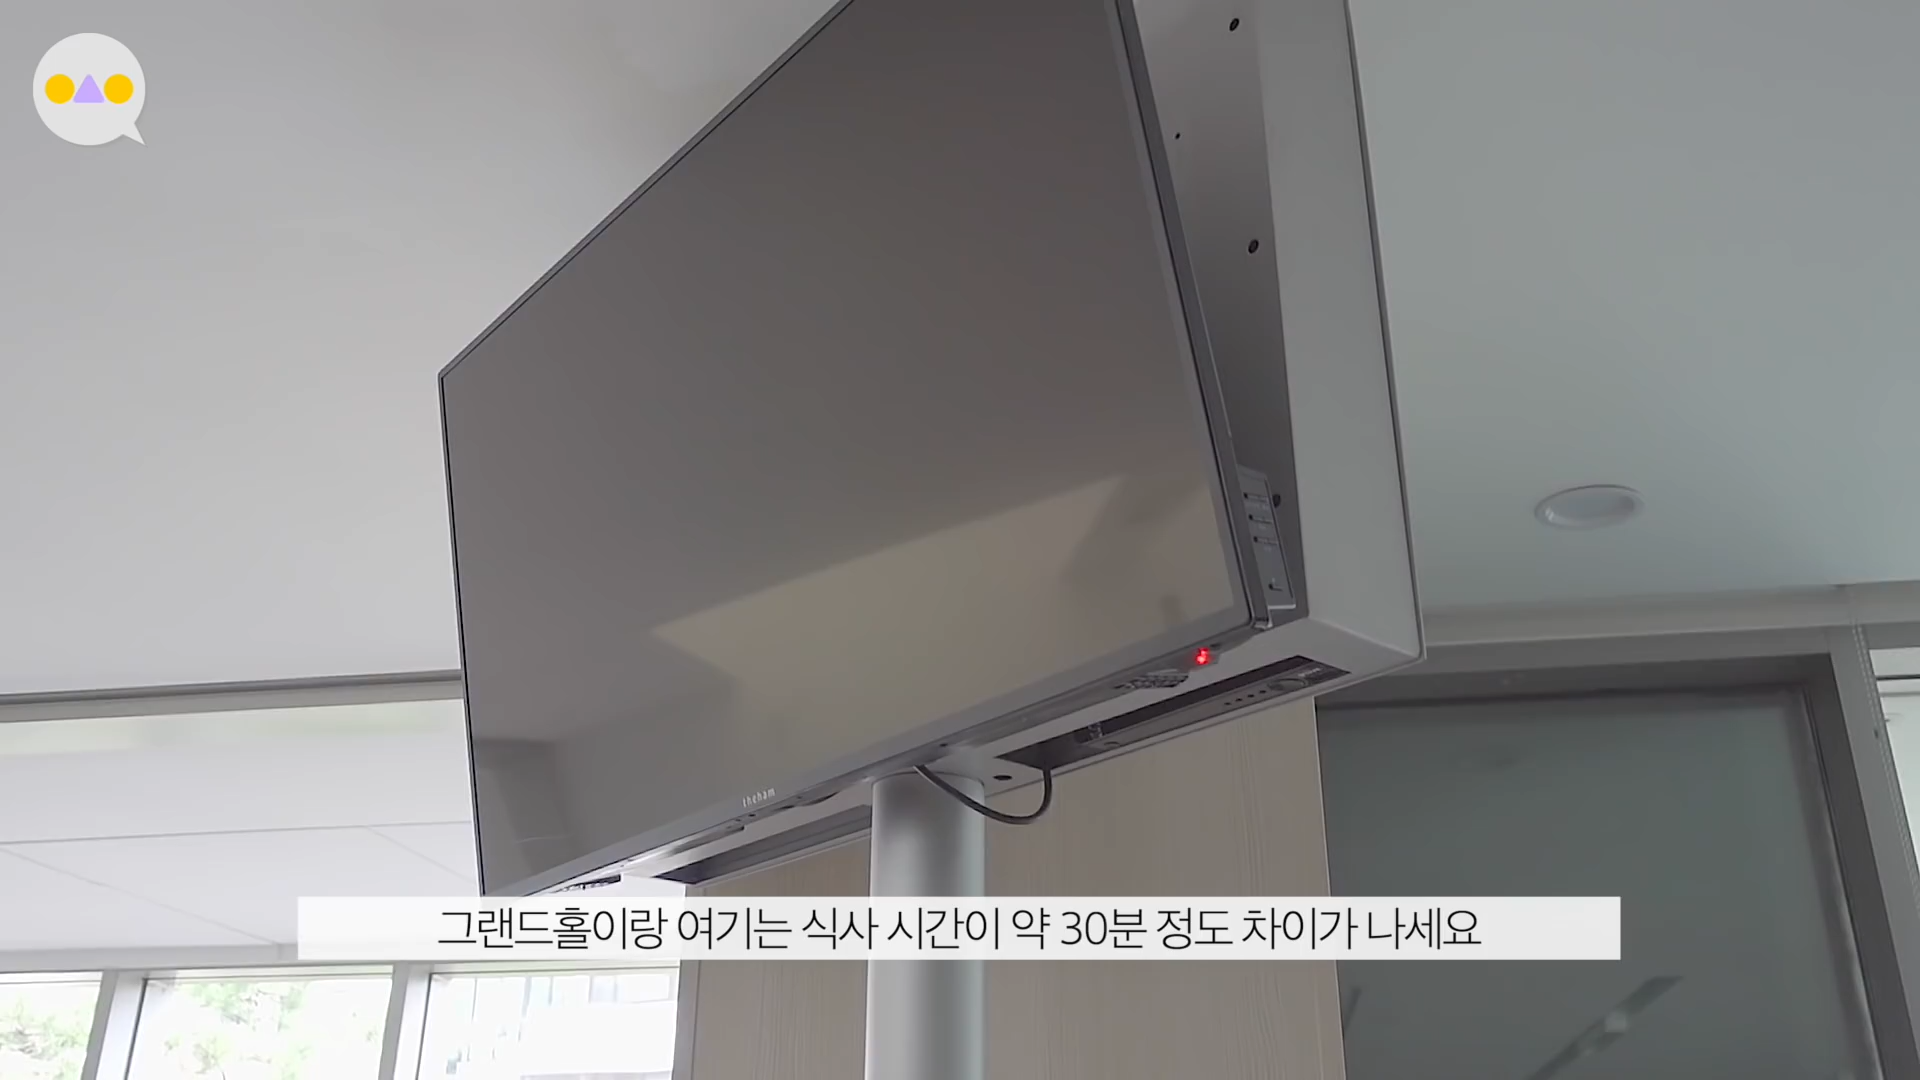 theham
그랜드홀이랑 여기는 식사 시간이 약 30분 정도 차이가 나세요